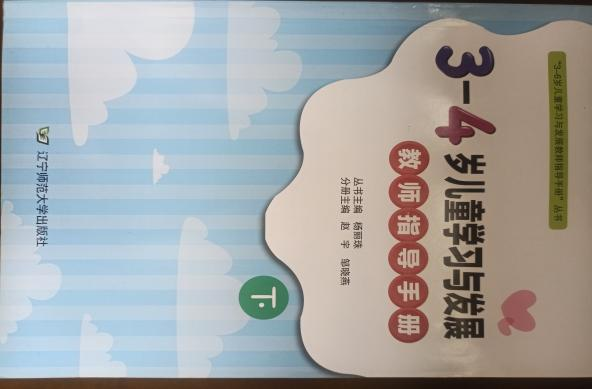 “3-6岁儿童学习与发展教师指导手册”丛书
3-4岁儿童学习与发展
教师指导手册
丛书主编 杨丽珠
分册主编 赵宇 邹晓燕
下·
辽宁师范大学出版社